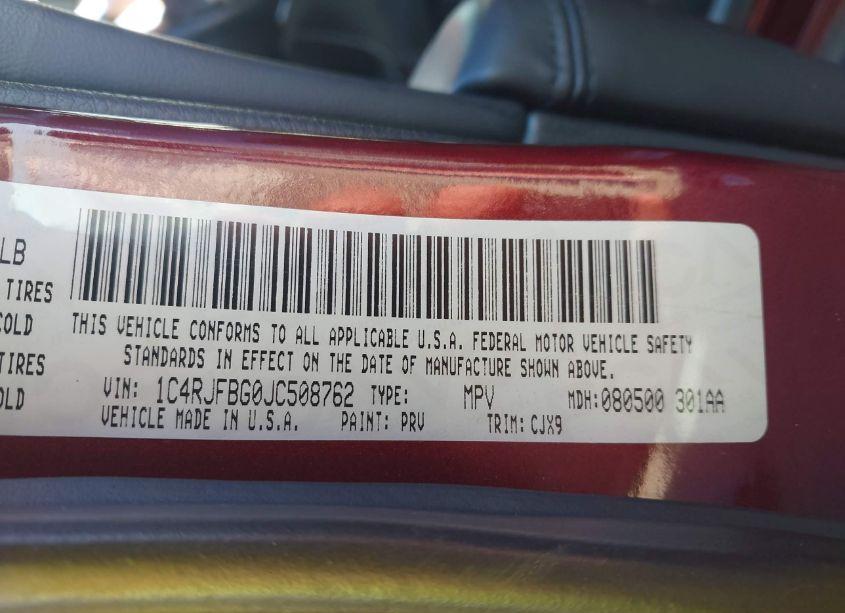 LB
TIRES
COLD
TIRES
OLD
THIS VEHICLE CONFORMS TO ALL APPLICABLE U.S.A. FEDERAL MOTOR VEHICLE SAFETY
STANDARDS IN EFFECT ON THE DATE OF MANUFACTURE SHOWN ABOVE.
VIN: 1C4RJFBG0JC508762 TYPE: MPV MDH:080500 301AA
VEHICLE MADE IN U.S.A. PAINT: PRV TRIM: CJX9